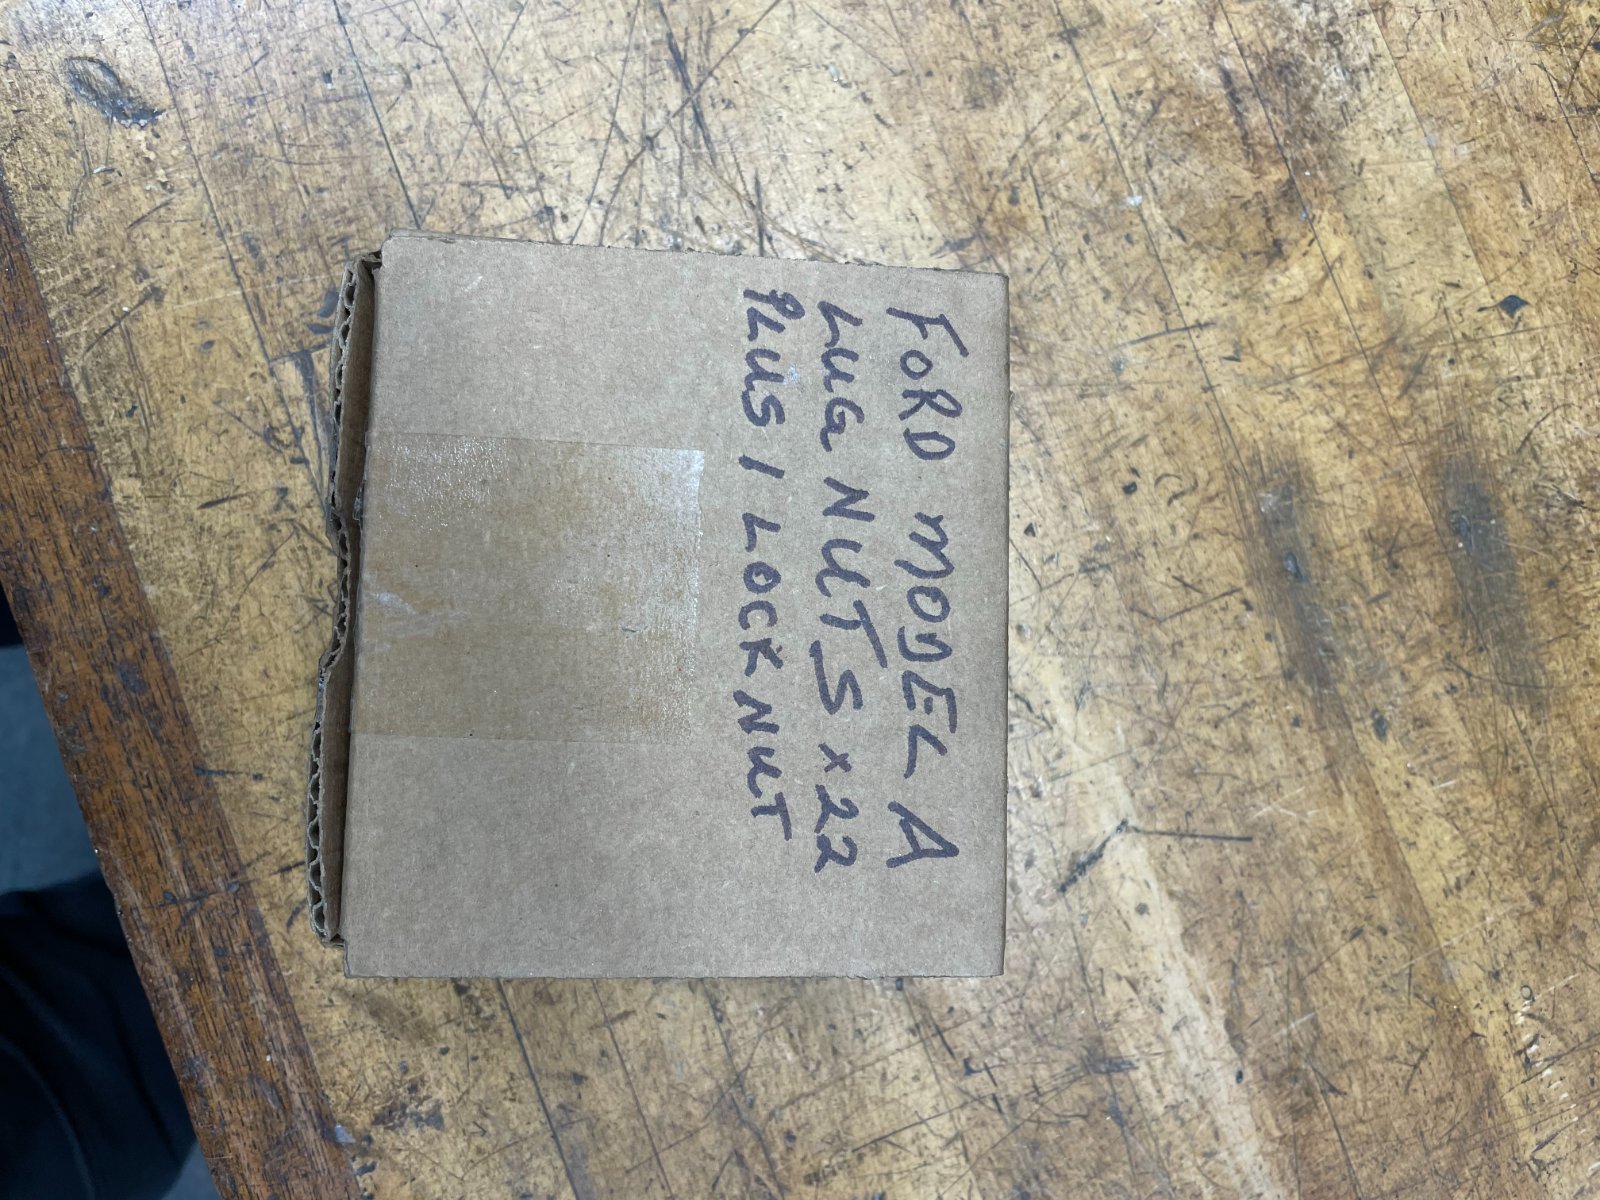 FORD MODEL A
LUG NUTS x 22
PLUS 1 LOCK NUT